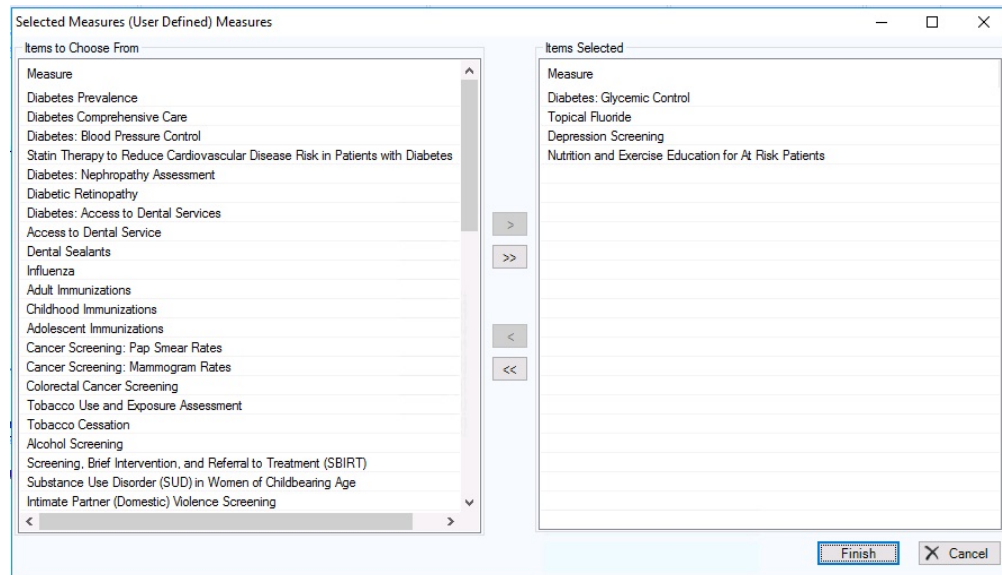 Selected Measures (User Defined) Measures
Items to Choose From
Measure
Diabetes Prevalence
Diabetes Comprehensive Care
Diabetes: Blood Pressure Control
Statin Therapy to Reduce Cardiovascular Disease Risk in Patients with Diabetes
Diabetes: Nephropathy Assessment
Diabetic Retinopathy
Diabetes: Access to Dental Services
Access to Dental Service
Dental Sealants
Influenza
Adult Immunizations
Childhood Immunizations
Adolescent Immunizations
Cancer Screening: Pap Smear Rates
Cancer Screening: Mammogram Rates
Colorectal Cancer Screening
Tobacco Use and Exposure Assessment
Tobacco Cessation
Alcohol Screening
Screening, Brief Intervention, and Referral to Treatment (SBIRT)
Substance Use Disorder (SUD) in Women of Childbearing Age
Intimate Partner (Domestic) Violence Screening
>
>>
<
<<
Items Selected
Measure
Diabetes: Glycemic Control
Topical Fluoride
Depression Screening
Nutrition and Exercise Education for At Risk Patients
Finish
Cancel